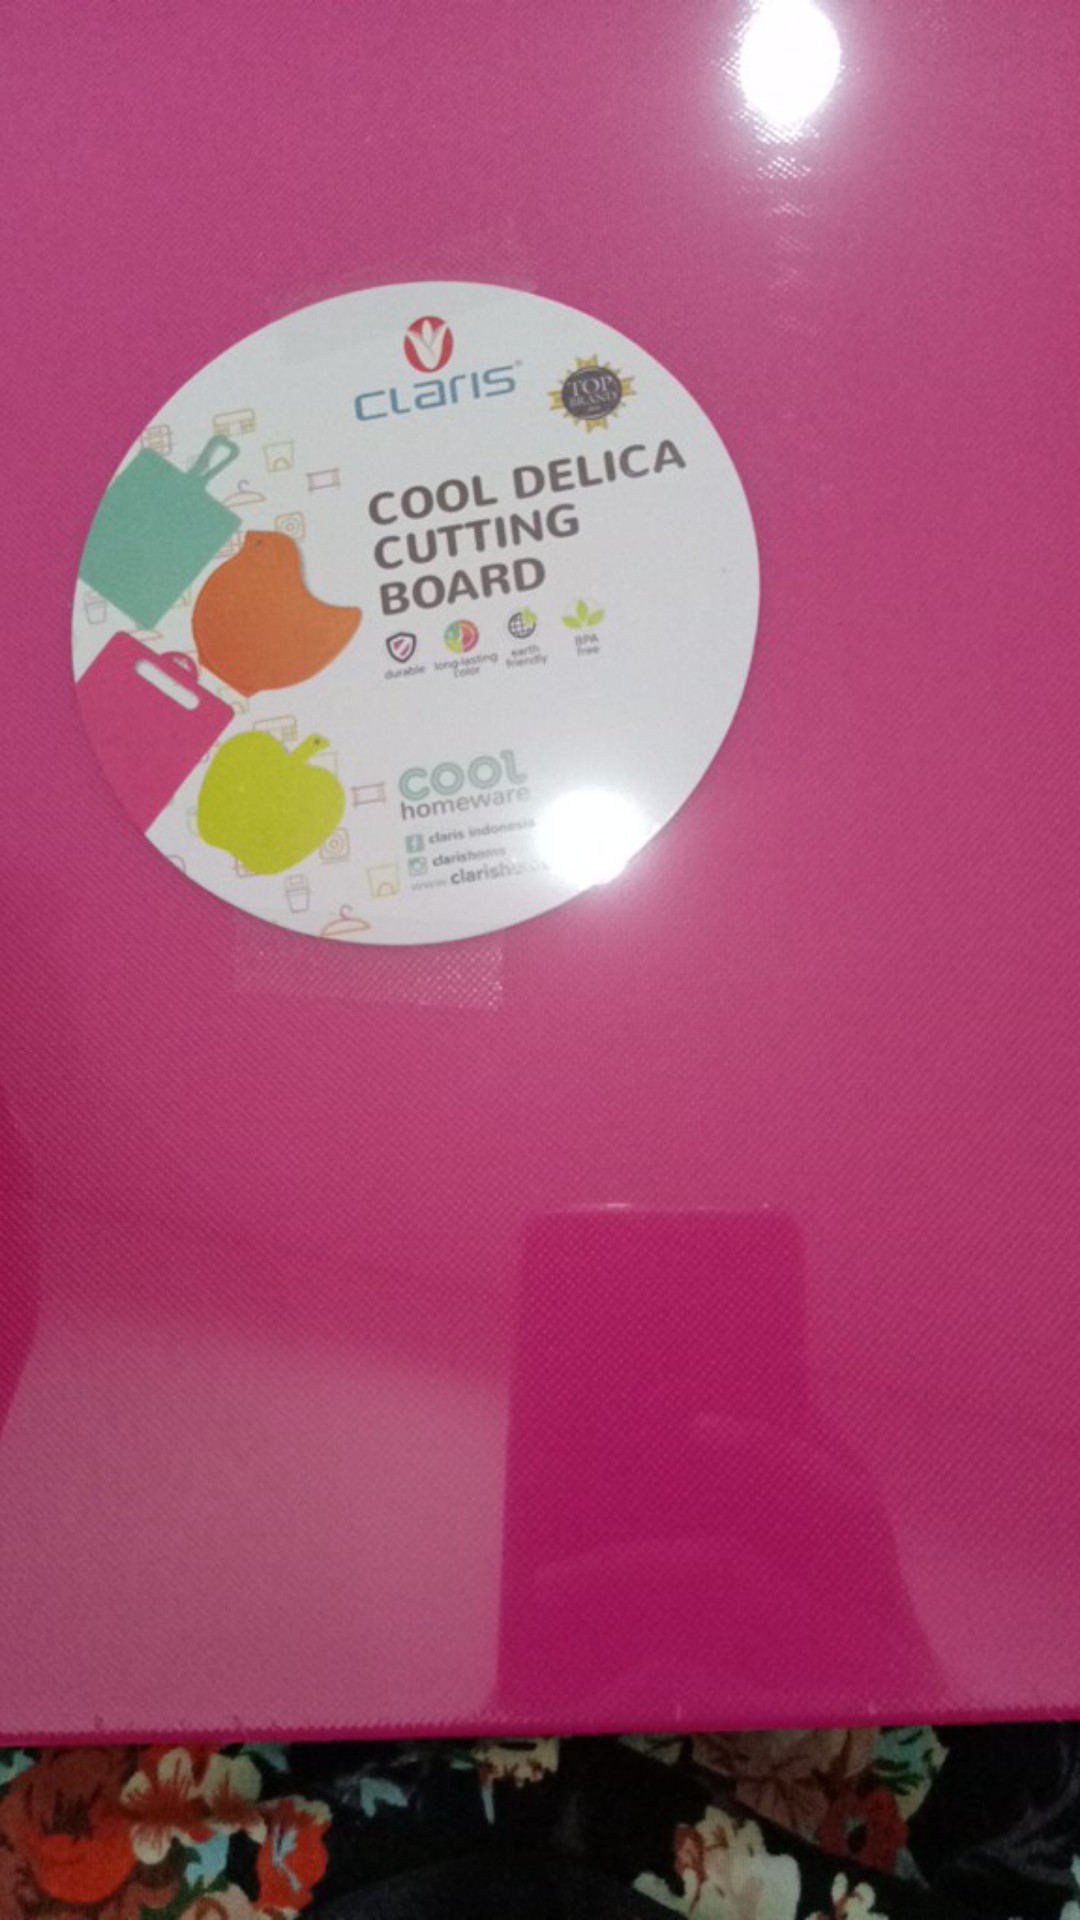 CLARIS
TOP
BRAND
COOL DELICA
CUTTING
BOARD
durable
long-lasting
color
earth
friendly
BPA
free
cool
homeware
claris indonesia
clarishome